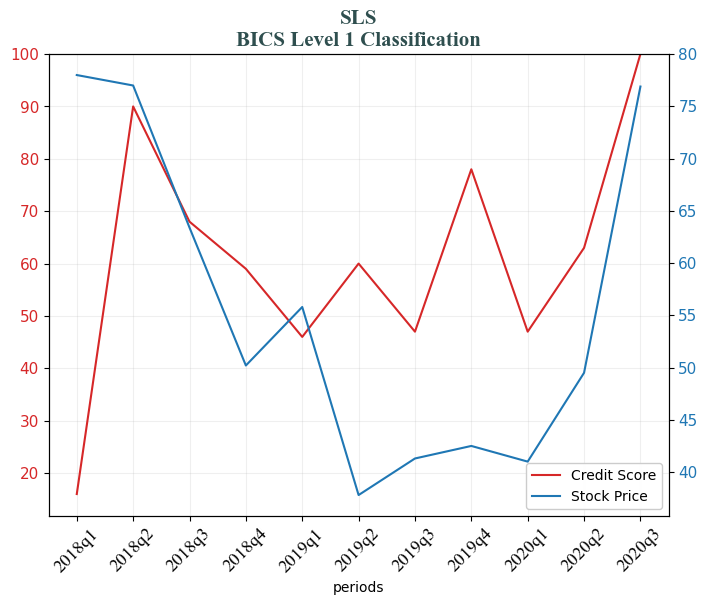 SLS
BICS Level 1 Classification
100
90
80
70
60
50
40
30
20
80
75
70
65
60
55
50
45
40
Credit Score
Stock Price
2018q1
2018q2
2018q3
2018q4
2019q1
2019q2
2019q3
2019q4
2020q1
2020q2
2020q3
periods